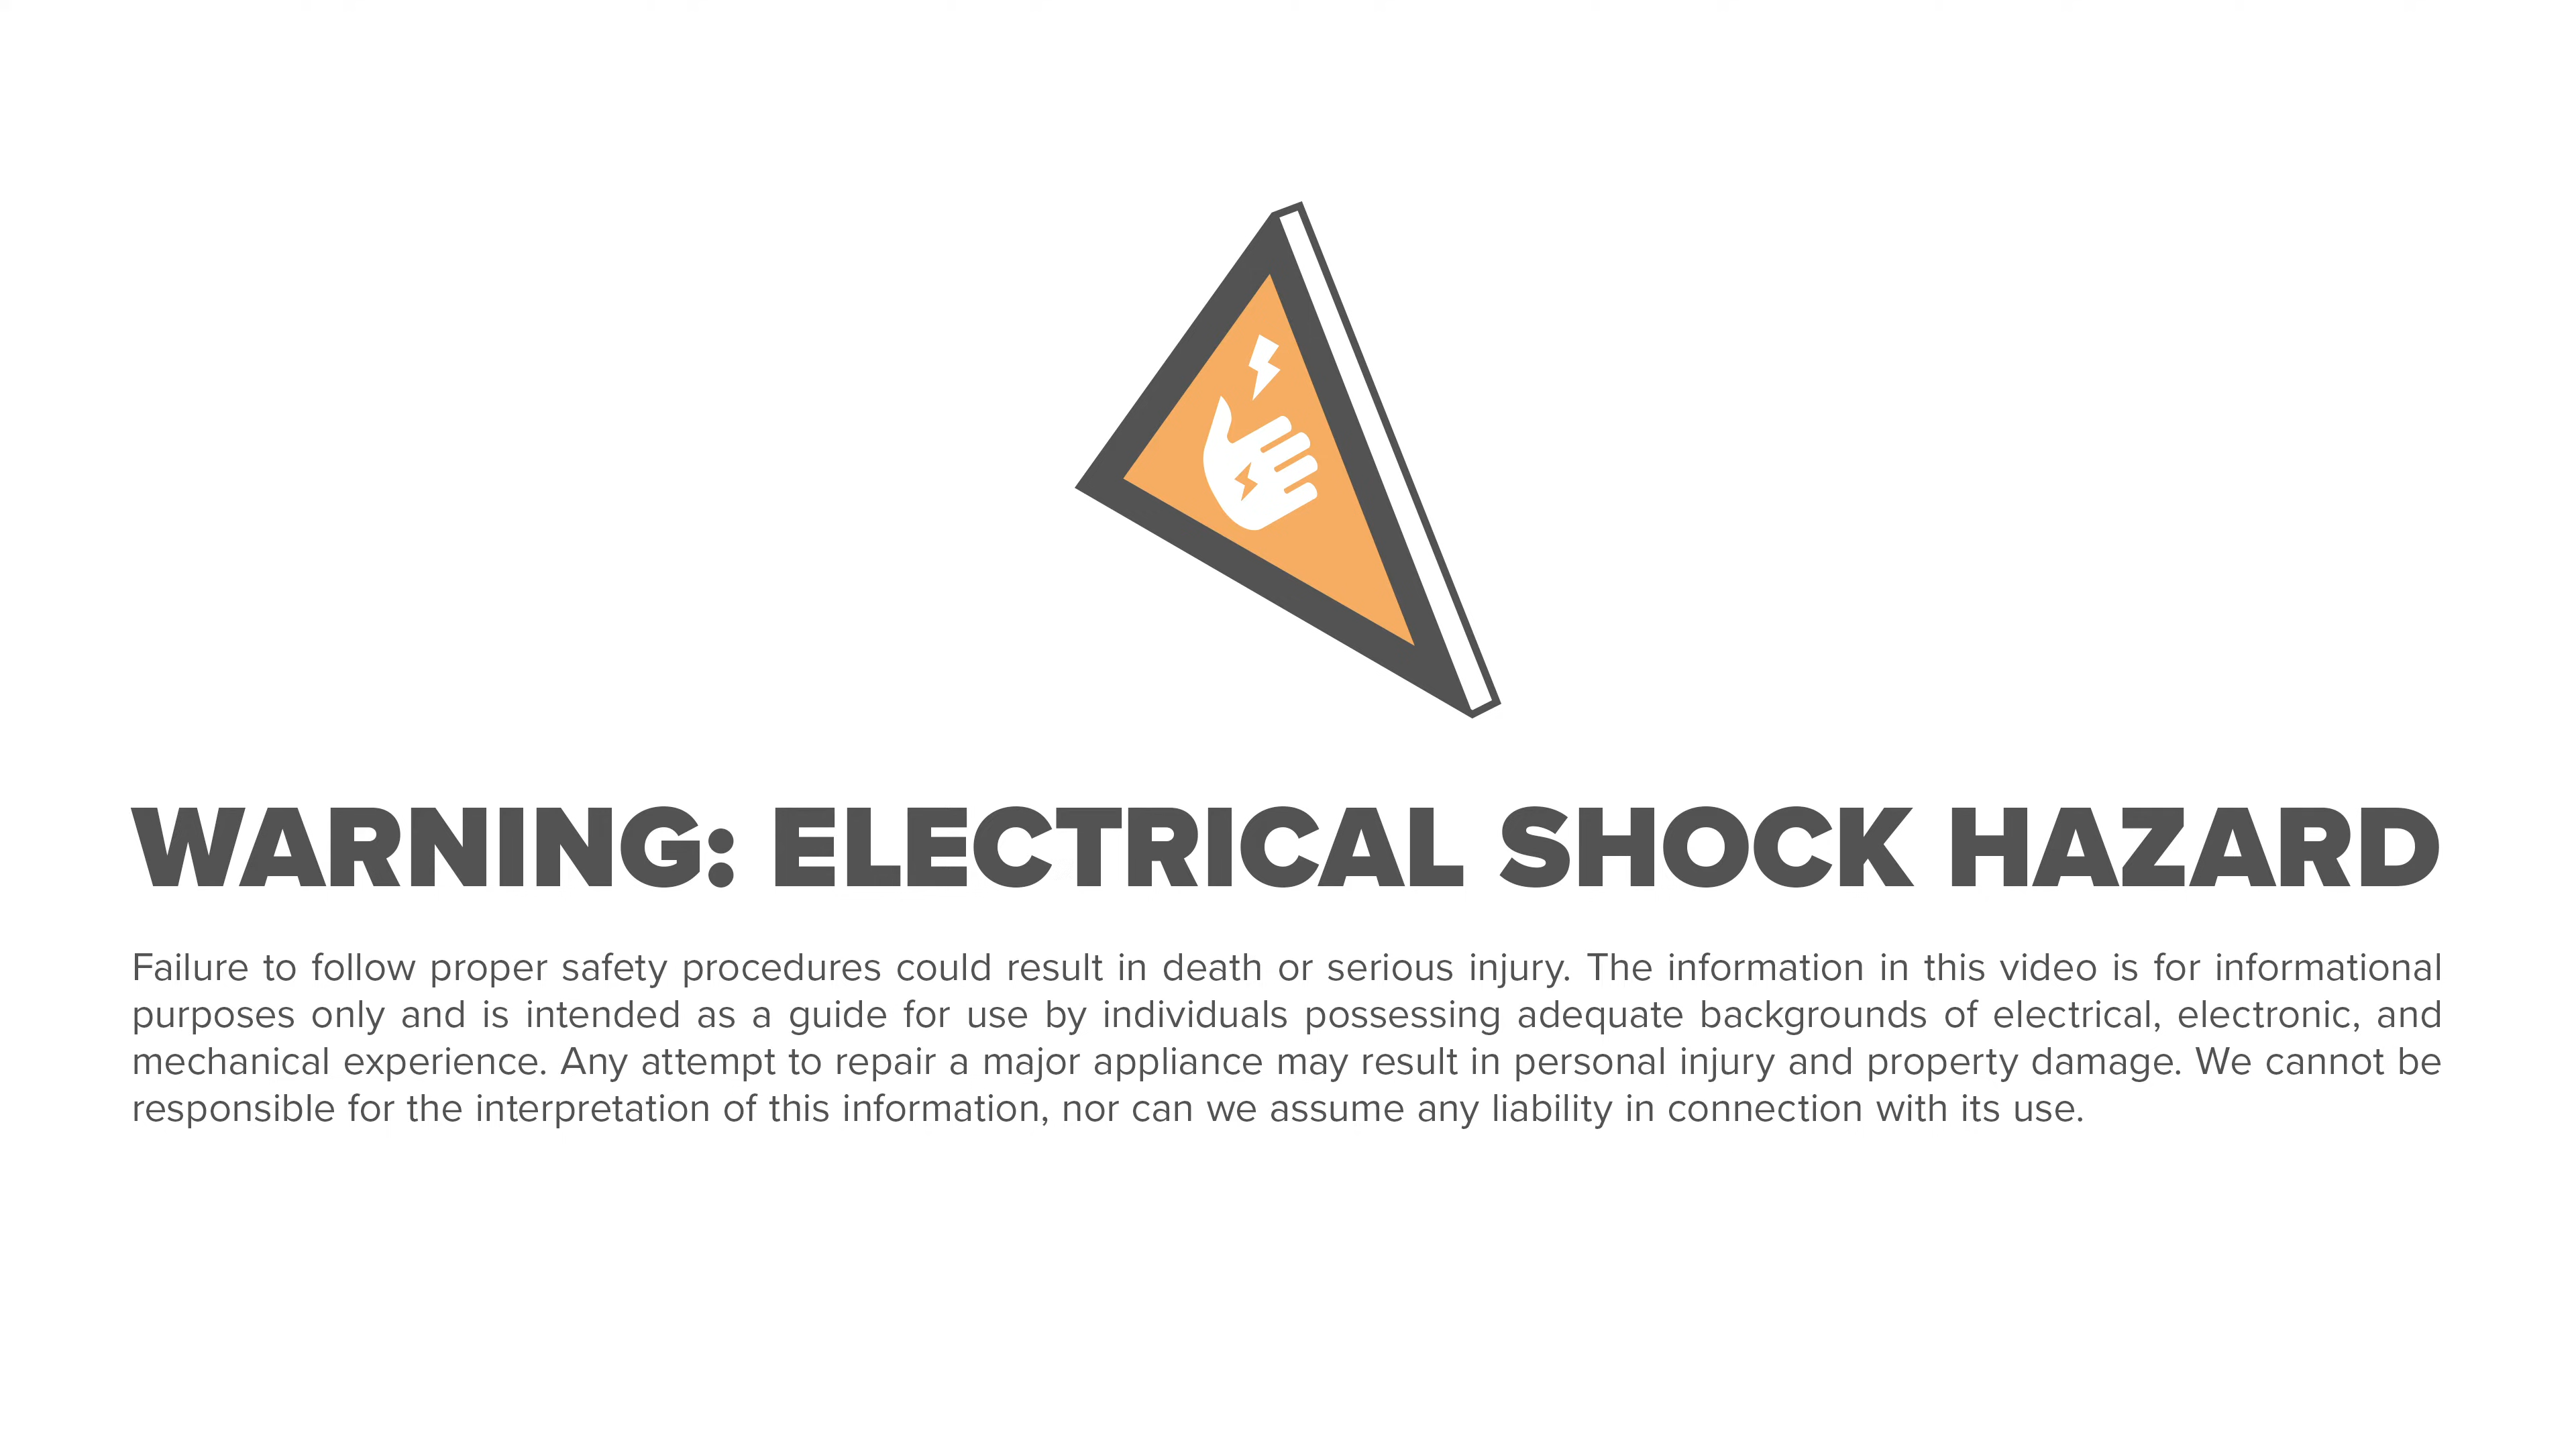 WARNING: ELECTRICAL SHOCK HAZARD
Failure to follow proper safety procedures could result in death or serious injury. The information in this video is for informational
purposes only and is intended as a guide for use by individuals possessing adequate backgrounds of electrical, electronic, and
mechanical experience. Any attempt to repair a major appliance may result in personal injury and property damage. We cannot be
responsible for the interpretation of this information, nor can we assume any liability in connection with its use.